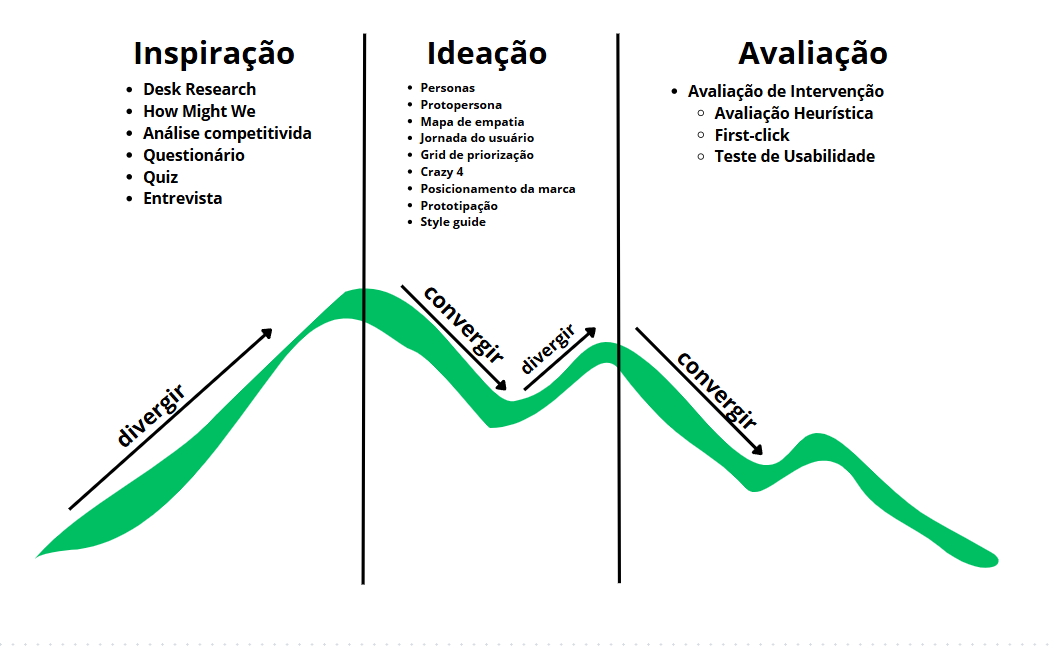 Inspiração
Desk Research
How Might We
Análise competitivida
Questionário
Quiz
Entrevista
Ideação
Personas
Protopersona
Mapa de empatia
Jornada do usuário
Grid de priorização
Crazy 4
Posicionamento da marca
Prototipação
Style guide
Avaliação
Avaliação de Intervenção
Avaliação Heurística
First-click
Teste de Usabilidade
divergir
convergir
divergir
convergir